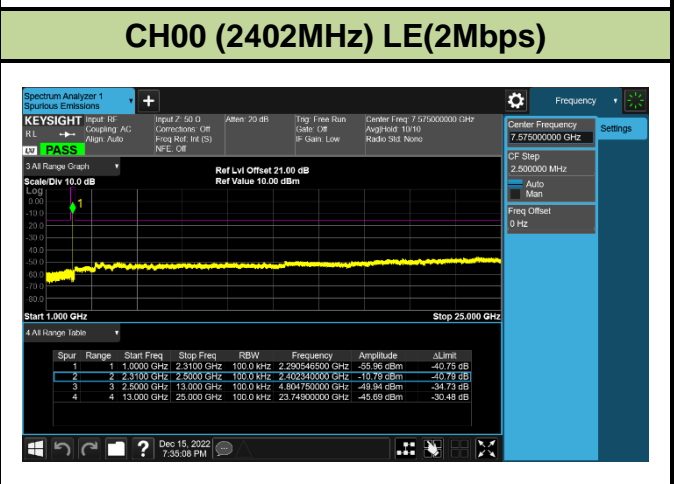 CH00 (2402MHz) LE(2Mbps)
Spectrum Analyzer 1
Spurious Emissions
Frequency
KEYSIGHT Input: RF Input Z: 50 Ω Atten: 20 dB Trig: Free Run Center Freq: 7.575000000 GHz
RL Coupling: AC Corrections: Off Gate: Off Avg|Hold: 10/10
Align: Auto Freq Ref: Int (S) IF Gain: Low Radio Std: None
LXI PASS NFE: Off
Center Frequency
7.575000000 GHz
Settings
CF Step
2.500000 MHz
Auto
Man
Freq Offset
0 Hz
3 All Range Graph
Ref Lvl Offset 21.00 dB
Scale/Div 10.0 dB Ref Value 10.00 dBm
Log
0.00
1
-10.0
-20.0
-30.0
-40.0
-50.0
-60.0
-70.0
-80.0
Start 1.000 GHz Stop 25.000 GHz
4 All Range Table
Spur Range Start Freq Stop Freq RBW Frequency Amplitude ΔLimit
1 1 1.0000 GHz 2.3100 GHz 100.0 kHz 2.290546500 GHz -55.96 dBm -40.75 dB
2 2 2.3100 GHz 2.5000 GHz 100.0 kHz 2.402340000 GHz -10.79 dBm -40.79 dB
3 3 2.5000 GHz 13.000 GHz 100.0 kHz 4.804750000 GHz -49.94 dBm -34.73 dB
4 4 13.000 GHz 25.000 GHz 100.0 kHz 23.74900000 GHz -45.69 dBm -30.48 dB
? Dec 15, 2022
7:35:08 PM